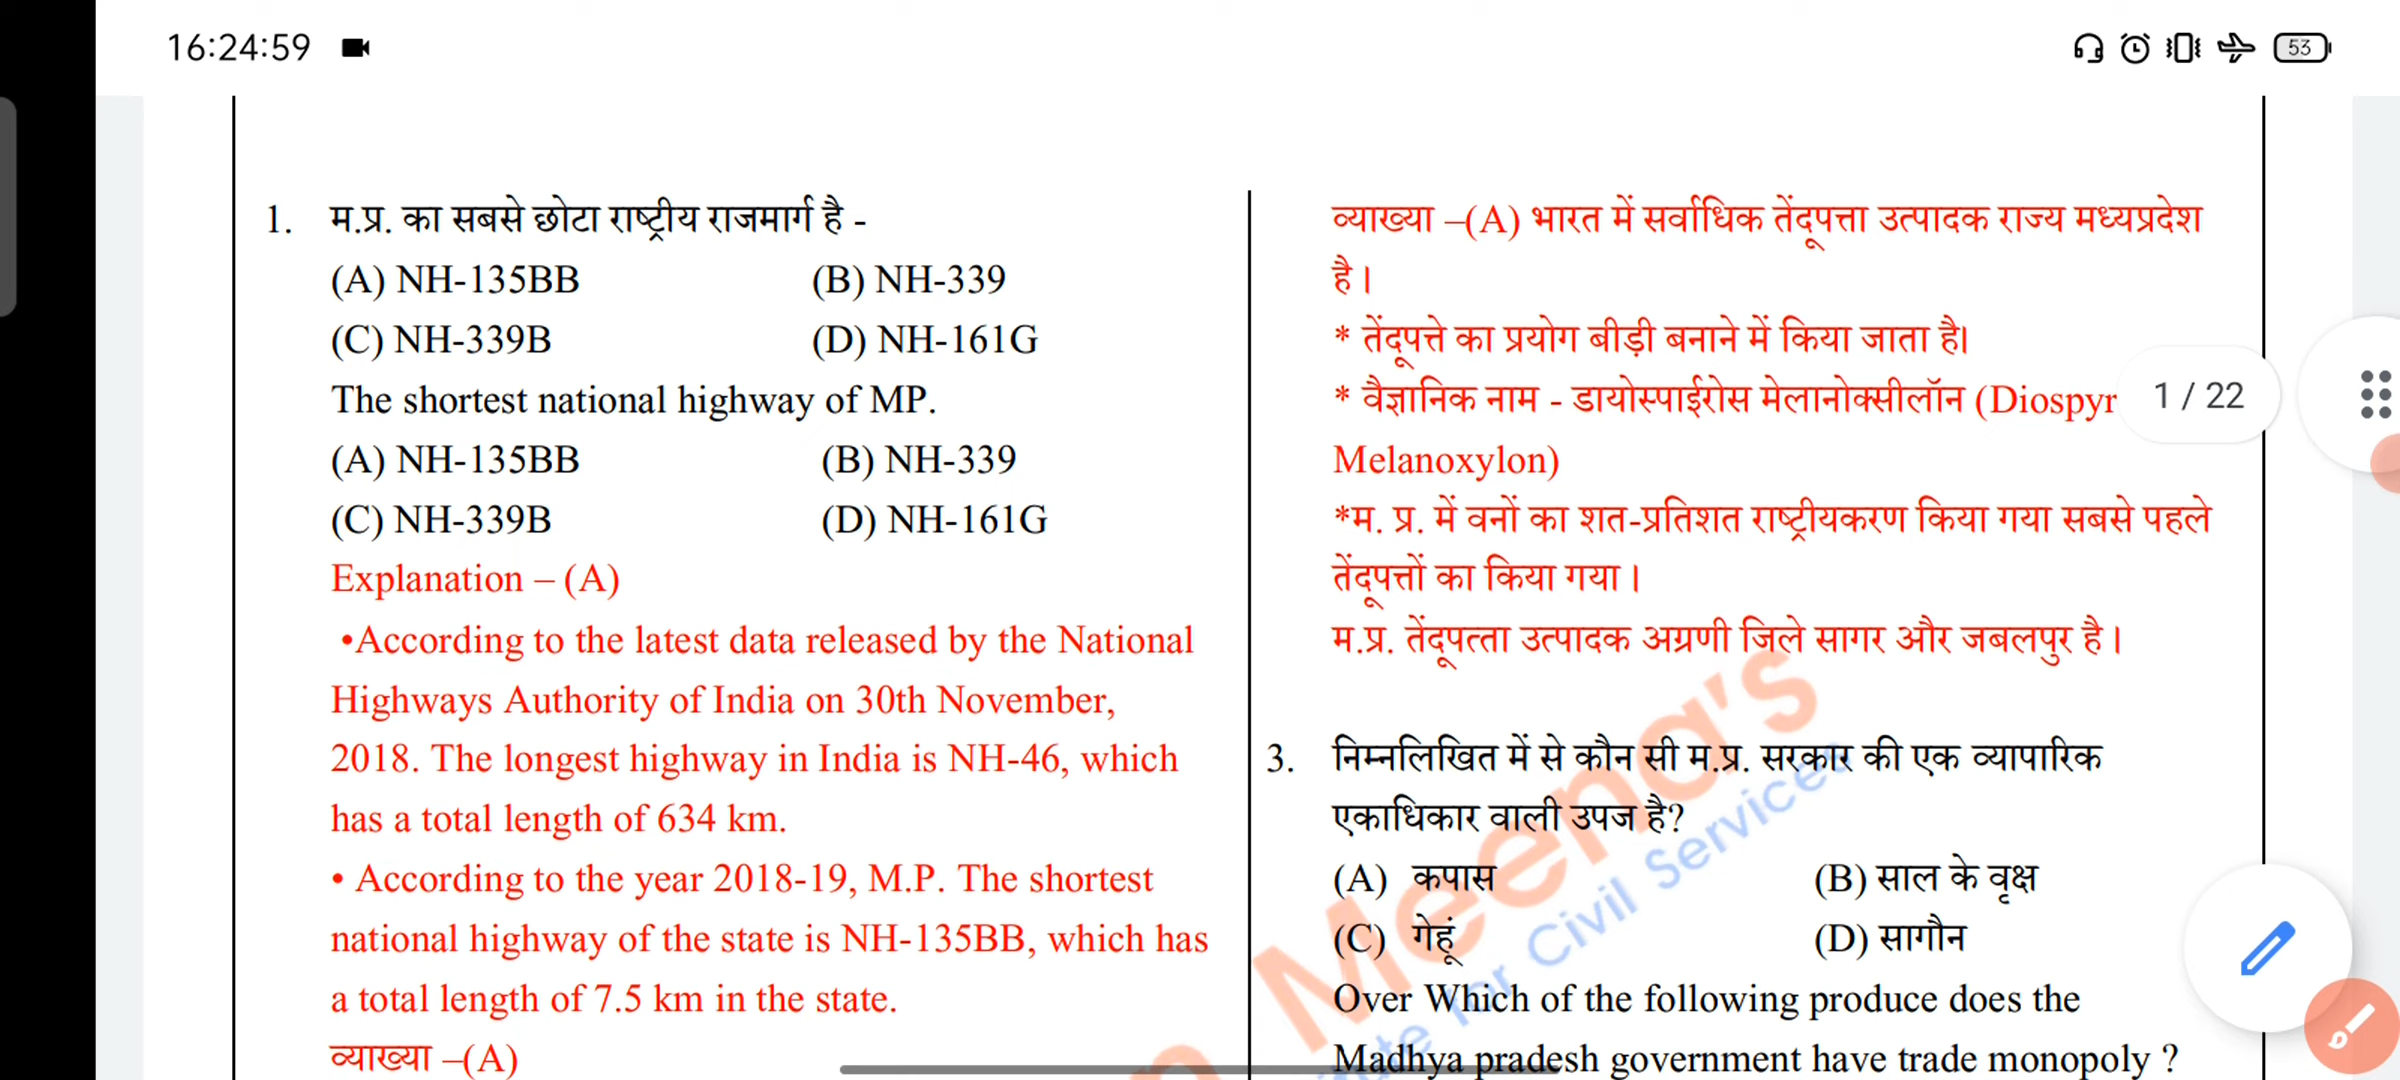 16:24:59
53
1. म.प्र. का सबसे छोटा राष्ट्रीय राजमार्ग है -
(A) NH-135BB (B) NH-339
(C) NH-339B (D) NH-161G
The shortest national highway of MP.
(A) NH-135BB (B) NH-339
(C) NH-339B (D) NH-161G
Explanation – (A)
•According to the latest data released by the National
Highways Authority of India on 30th November,
2018. The longest highway in India is NH-46, which
has a total length of 634 km.
• According to the year 2018-19, M.P. The shortest
national highway of the state is NH-135BB, which has
a total length of 7.5 km in the state.
व्याख्या –(A)
व्याख्या –(A) भारत में सर्वाधिक तेंदूपत्ता उत्पादक राज्य मध्यप्रदेश
है।
* तेंदूपत्ते का प्रयोग बीड़ी बनाने में किया जाता है।
* वैज्ञानिक नाम - डायोस्पाईरोस मेलानोक्सीलॉन (Diospyr
1 / 22
Melanoxylon)
*म. प्र. में वनों का शत-प्रतिशत राष्ट्रीयकरण किया गया सबसे पहले
तेंदूपत्तों का किया गया।
म.प्र. तेंदूपत्ता उत्पादक अग्रणी जिले सागर और जबलपुर है।
3. निम्नलिखित में से कौन सी म.प्र. सरकार की एक व्यापारिक
एकाधिकार वाली उपज है?
(A) कपास (B) साल के वृक्ष
(C) गेहूं (D) सागौन
Over Which of the following produce does the
Madhya pradesh government have trade monopoly ?
Meena's
for Civil Services